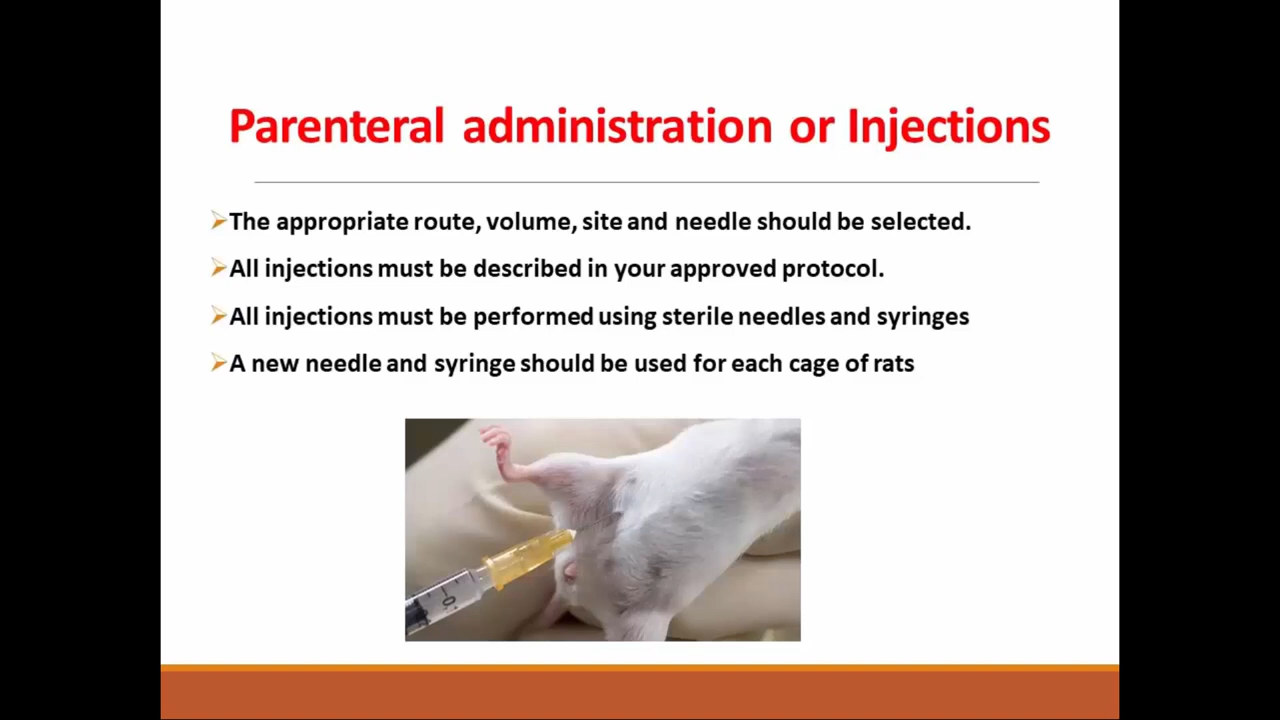 Parenteral administration or Injections
The appropriate route, volume, site and needle should be selected.
All injections must be described in your approved protocol.
All injections must be performed using sterile needles and syringes
A new needle and syringe should be used for each cage of rats